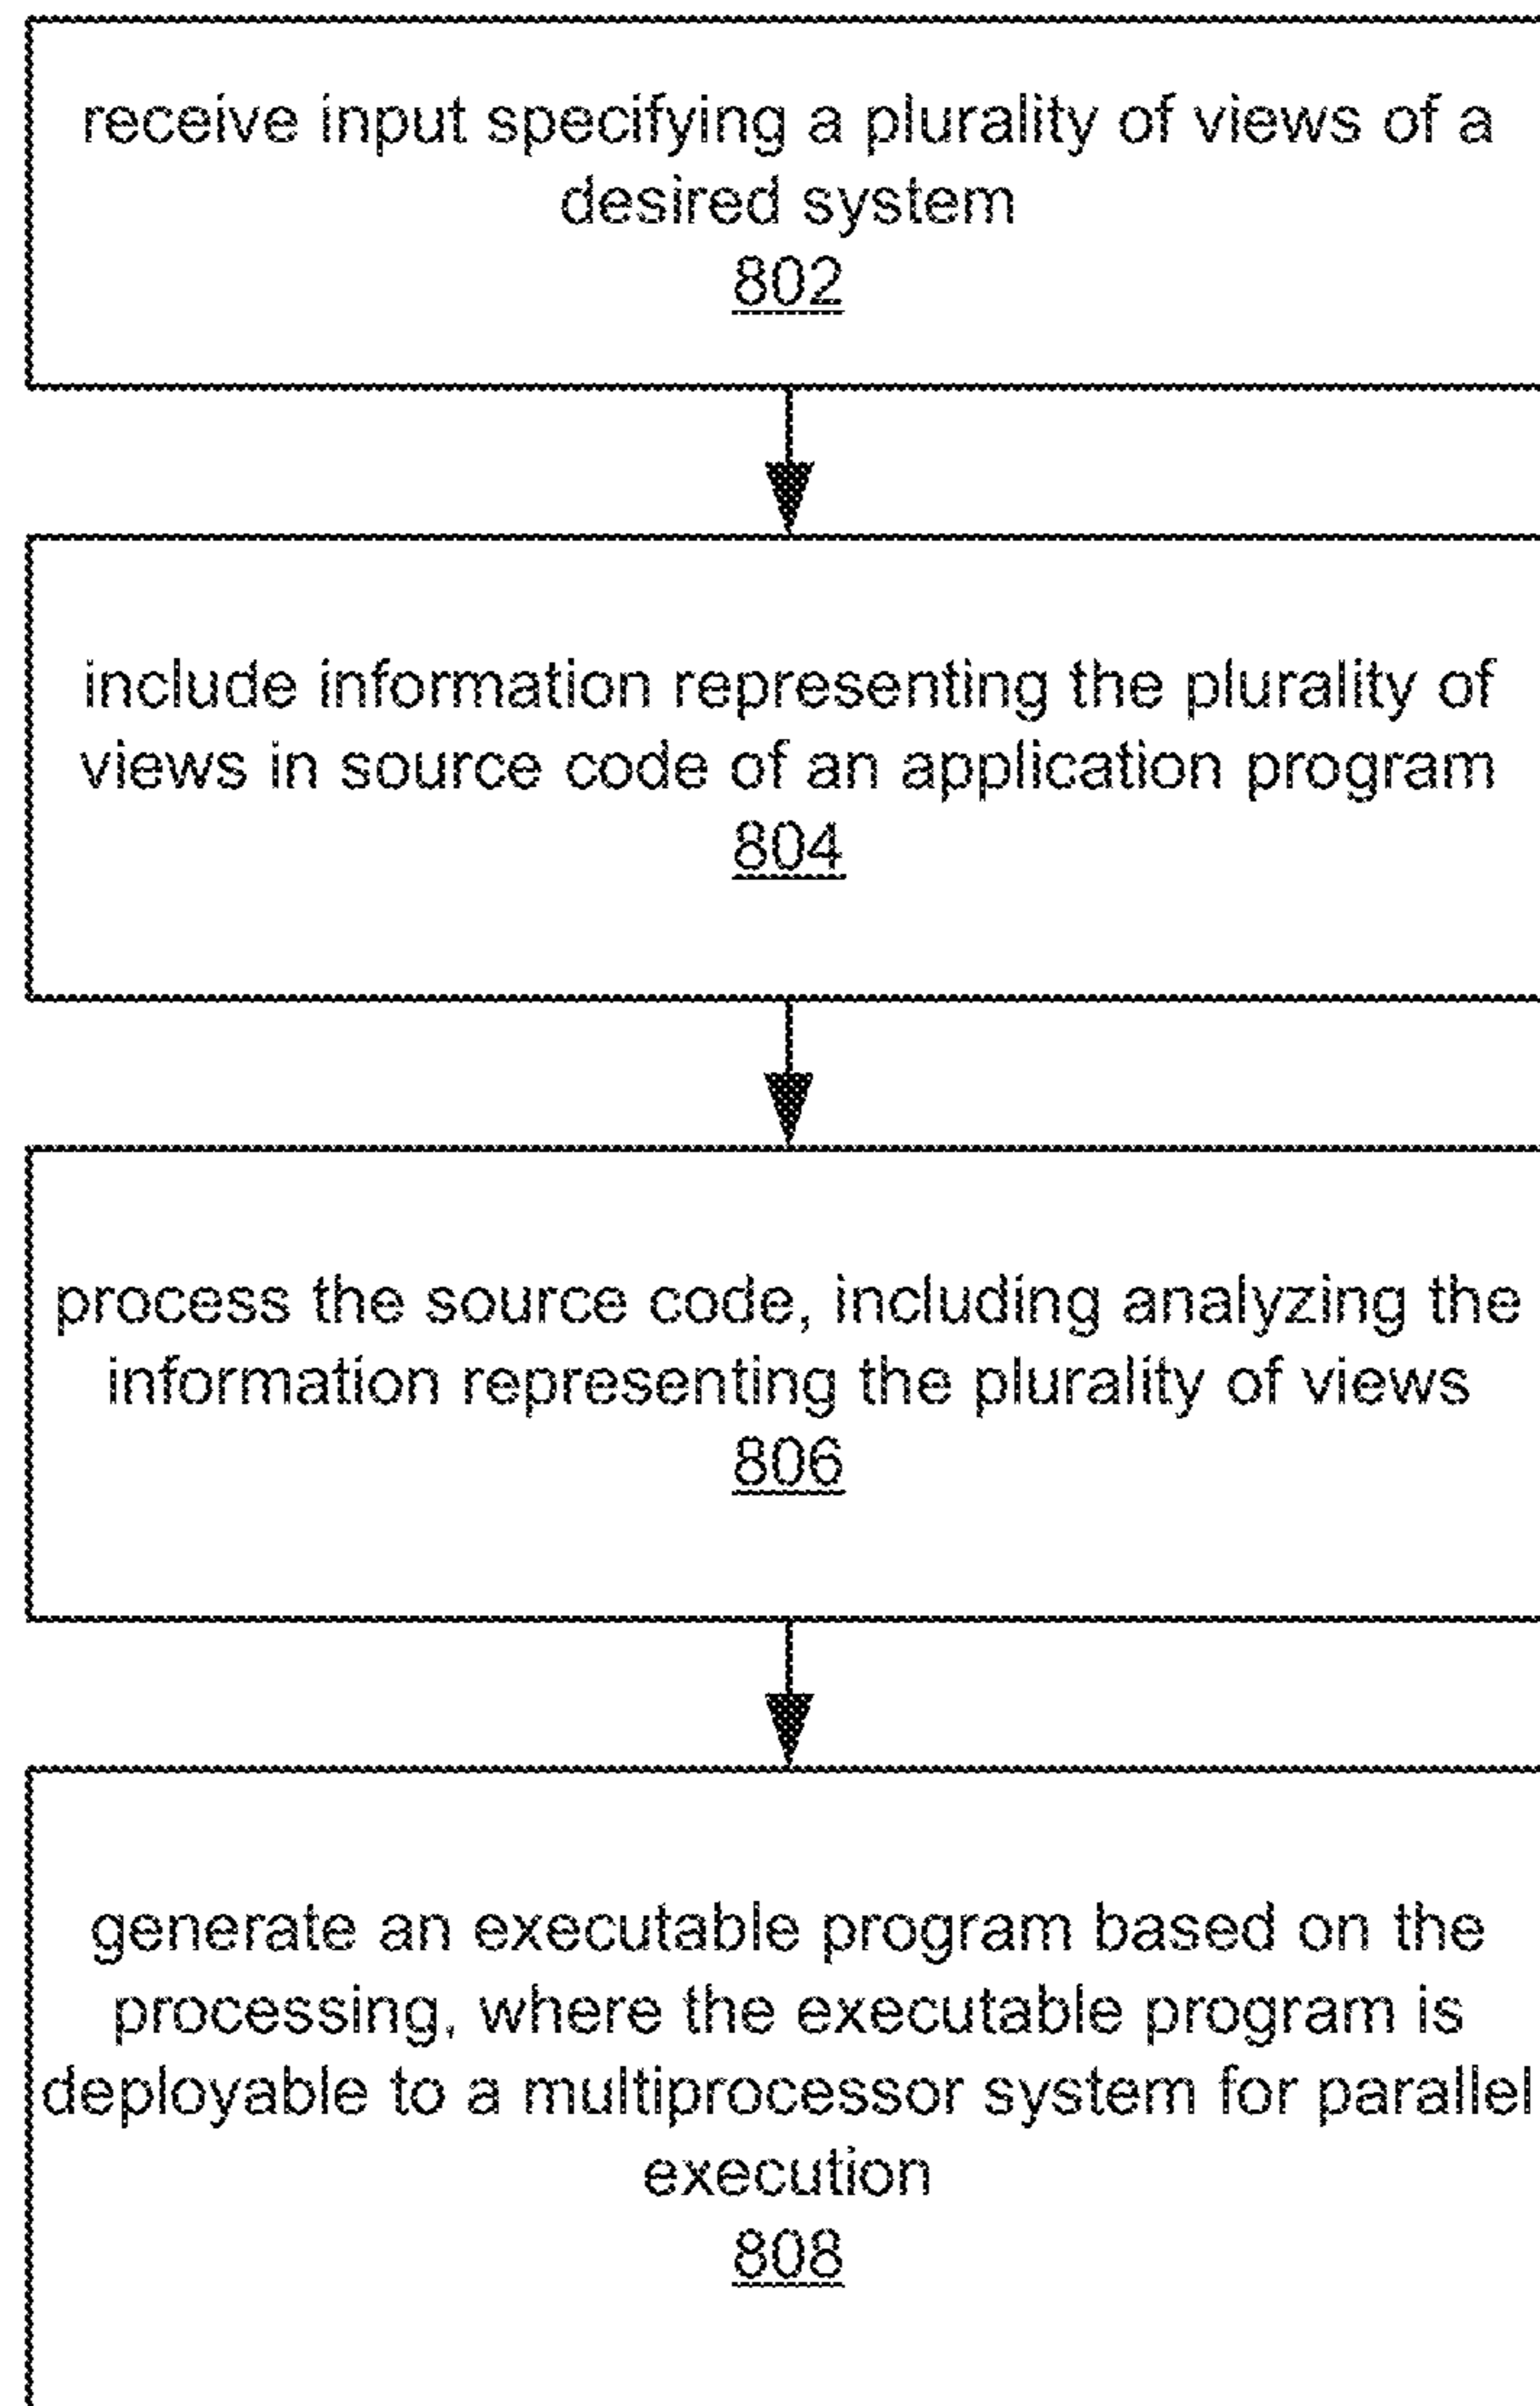 receive input specifying a plurality of views of a
desired system
802
include information representing the plurality of
views in source code of an application program
804
process the source code, including analyzing the
information representing the plurality of views
806
generate an executable program based on the
processing, where the executable program is
deployable to a multiprocessor system for parallel
execution
808